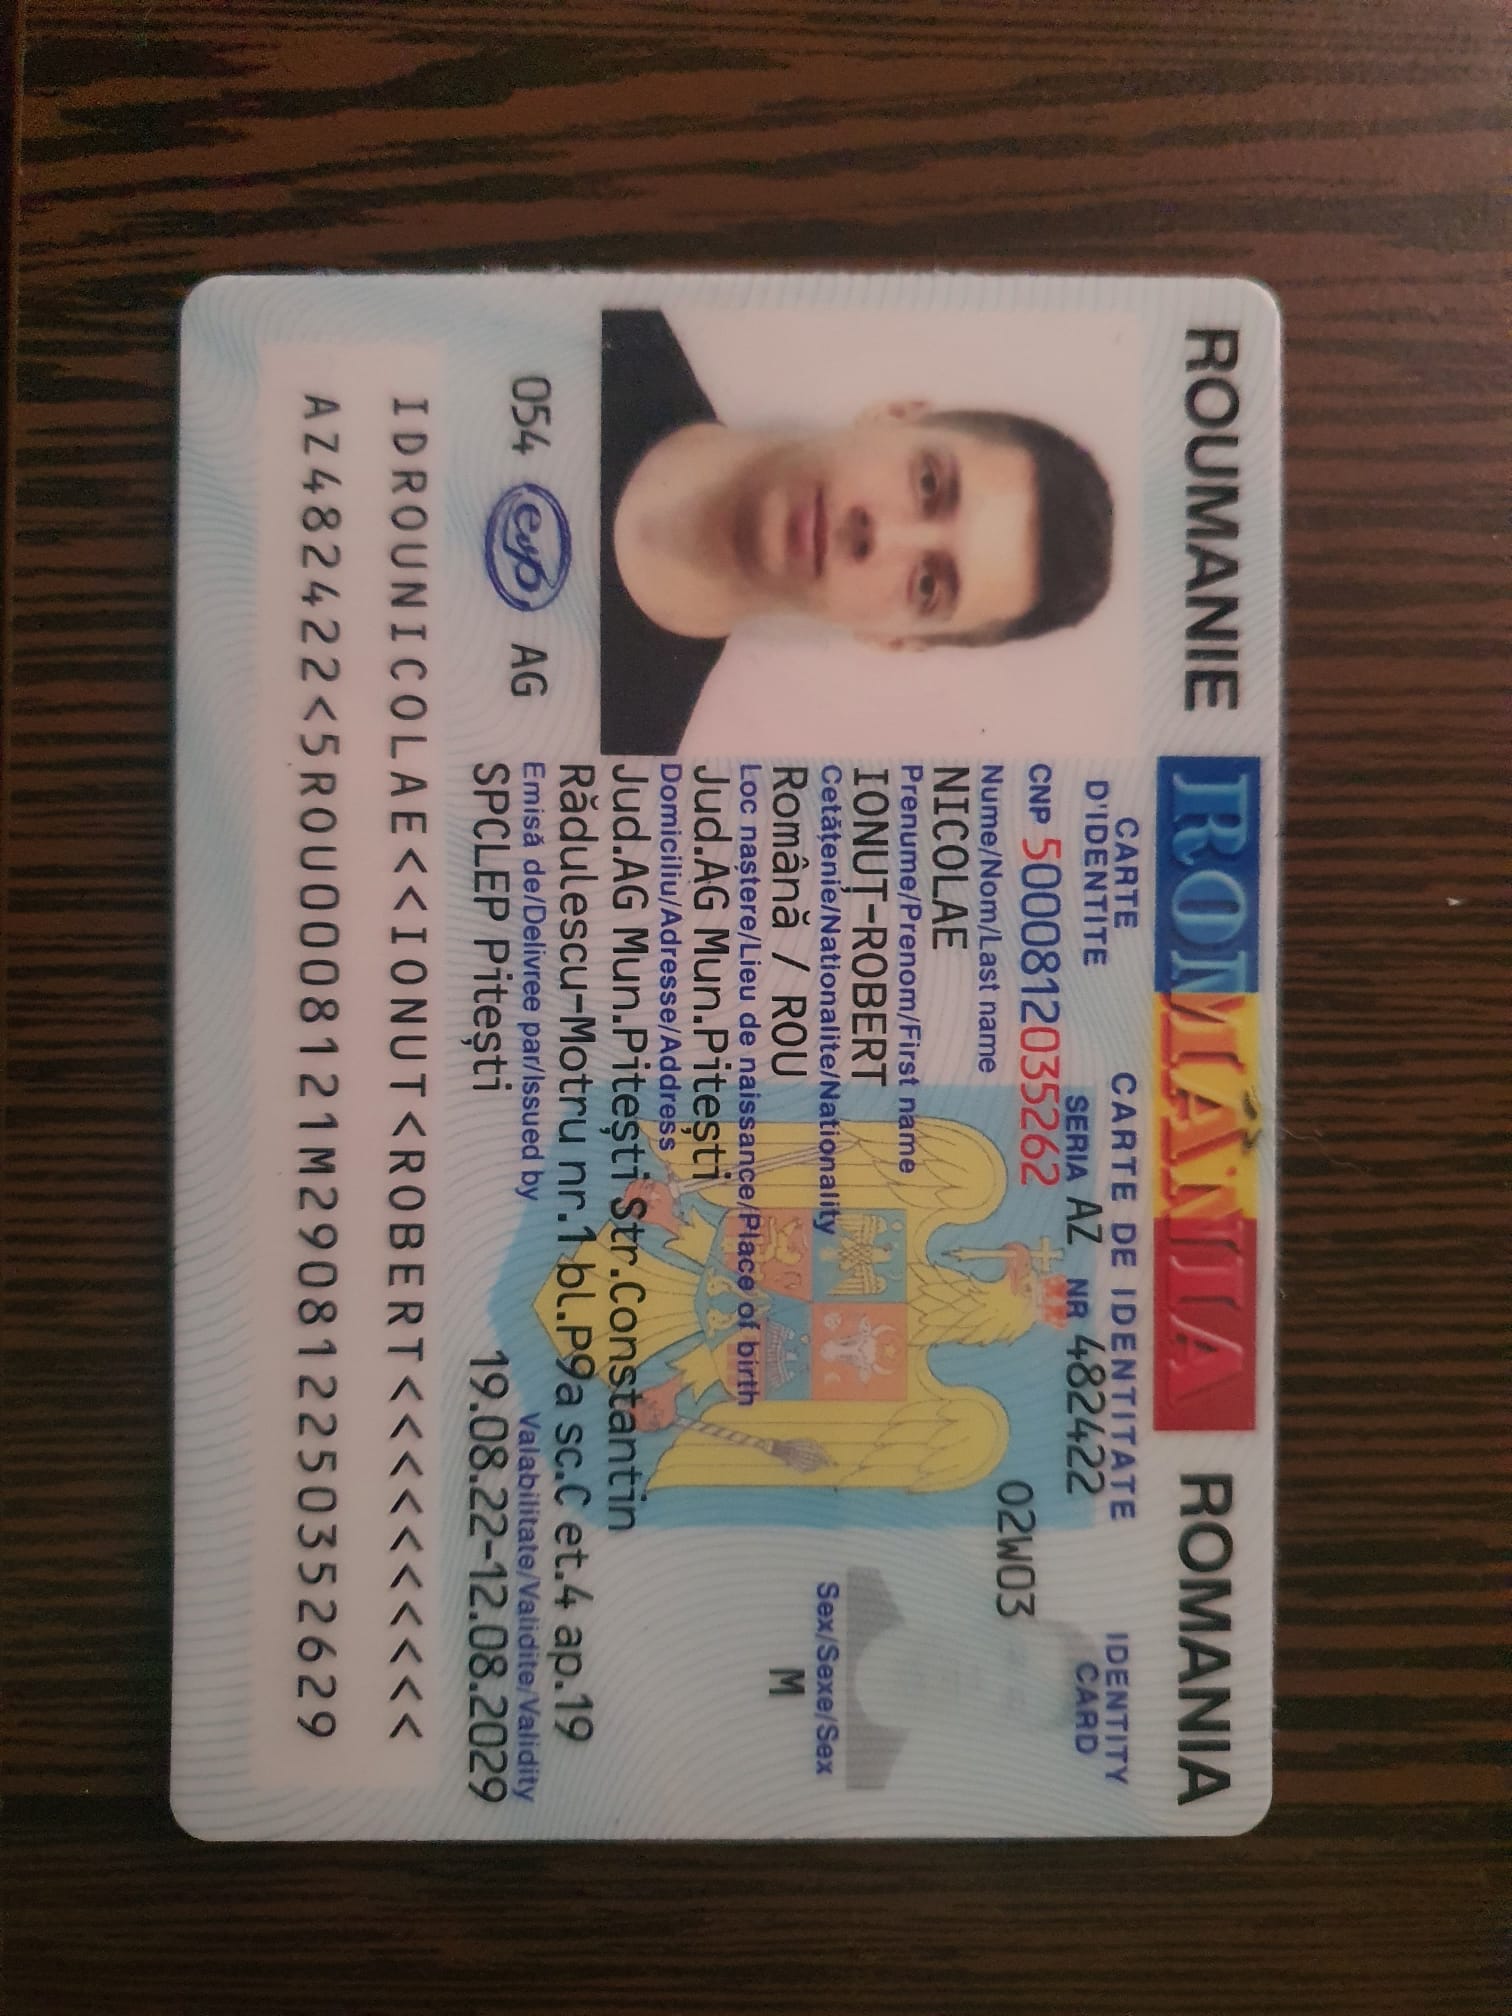 ROUMANIE ROMÂNIA ROMANIA
CARTE D'IDENTITE CARTE DE IDENTITATE IDENTITY CARD
SERIA AZ NR 482422
CNP 5000812035262
02W03
Nume/Nom/Last name
NICOLAE
Prenume/Prenom/First name
IONUȚ-ROBERT
Cetățenie/Nationalite/Nationality Sex/Sexe/Sex
Română / ROU M
Loc naștere/Lieu de naissance/Place of birth
Jud.AG Mun.Pitești
Domiciliu/Adresse/Address
Jud.AG Mun.Pitești Str.Constantin
Rădulescu-Motru nr.1 bl.P9a sc.C et.4 ap.19
Emisă de/Delivree par/Issued by Valabilitate/Validite/Validity
SPCLEP Pitești 19.08.22-12.08.2029
054 evp AG
IDROUNICOLAE<<IONUT<ROBERT<<<<<<<<<<
AZ482422<5ROU0008121M290812250352629